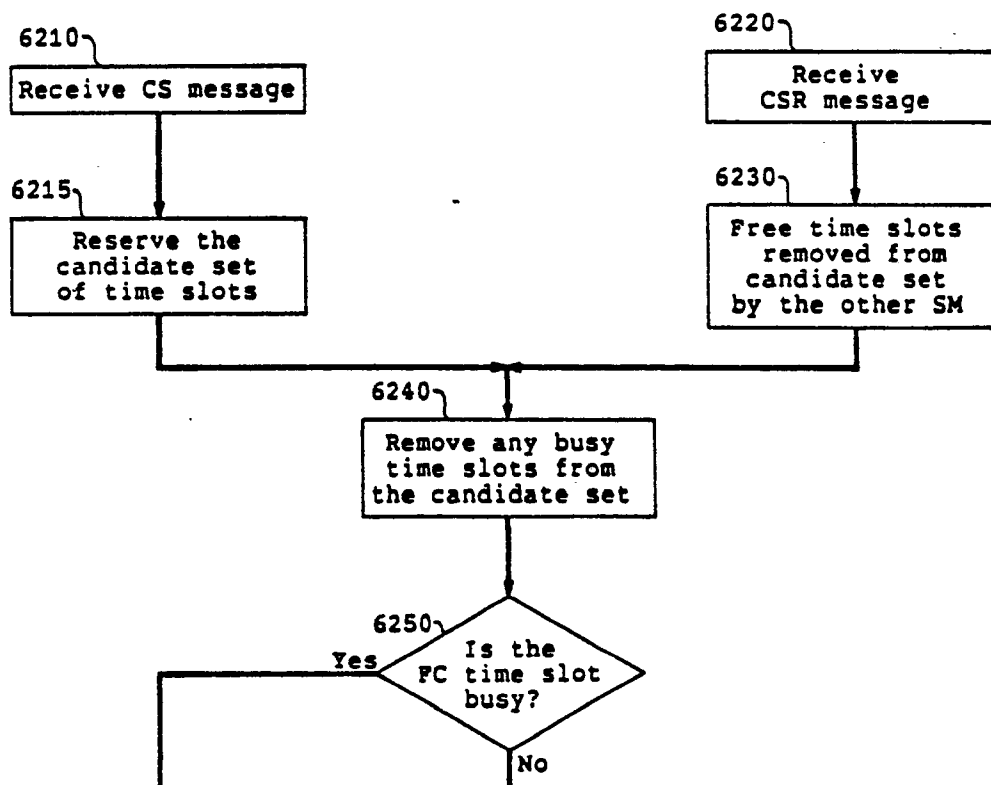 6210
Receive CS message
6220
Receive
CSR message
6215
Reserve the
candidate set
of time slots
6230
Free time slots
removed from
candidate set
by the other SM
6240
Remove any busy
time slots from
the candidate set
6250
Is the
FC time slot
busy?
Yes
No